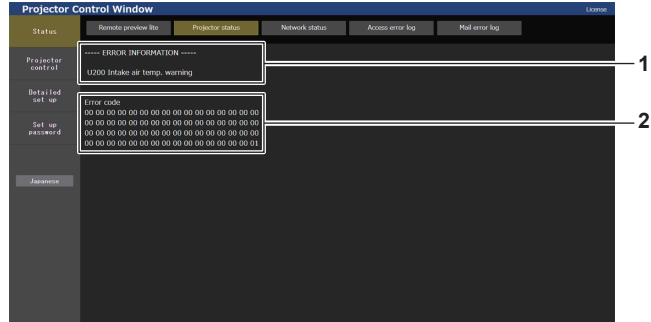 Projector Control Window
License
Status
Remote preview lite
Projector status
Network status
Access error log
Mail error log
Projector
control
Detailed
set up
Set up
password
Japanese
----- ERROR INFORMATION -----
U200 Intake air temp. warning
Error code
00 00 00 00 00 00 00 00 00 00 00 00 00 00 00 00
00 00 00 00 00 00 00 00 00 00 00 00 00 00 00 00
00 00 00 00 00 00 00 00 00 00 00 00 00 00 00 00
00 00 00 00 00 00 00 00 00 00 00 00 00 00 00 01
1
2